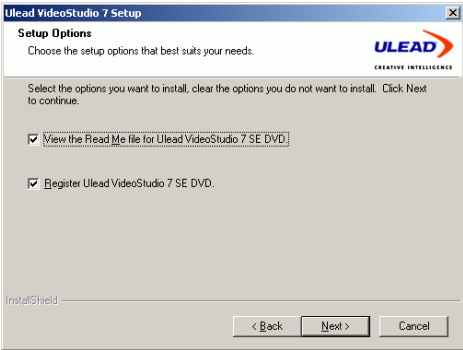 Ulead VideoStudio 7 Setup
Setup Options
Choose the setup options that best suits your needs.
ULEAD
CREATIVE INTELLIGENCE
Select the options you want to install, clear the options you do not want to install. Click Next
to continue.
View the Read Me file for Ulead VideoStudio 7 SE DVD.
Register Ulead VideoStudio 7 SE DVD.
InstallShield
< Back
Next >
Cancel